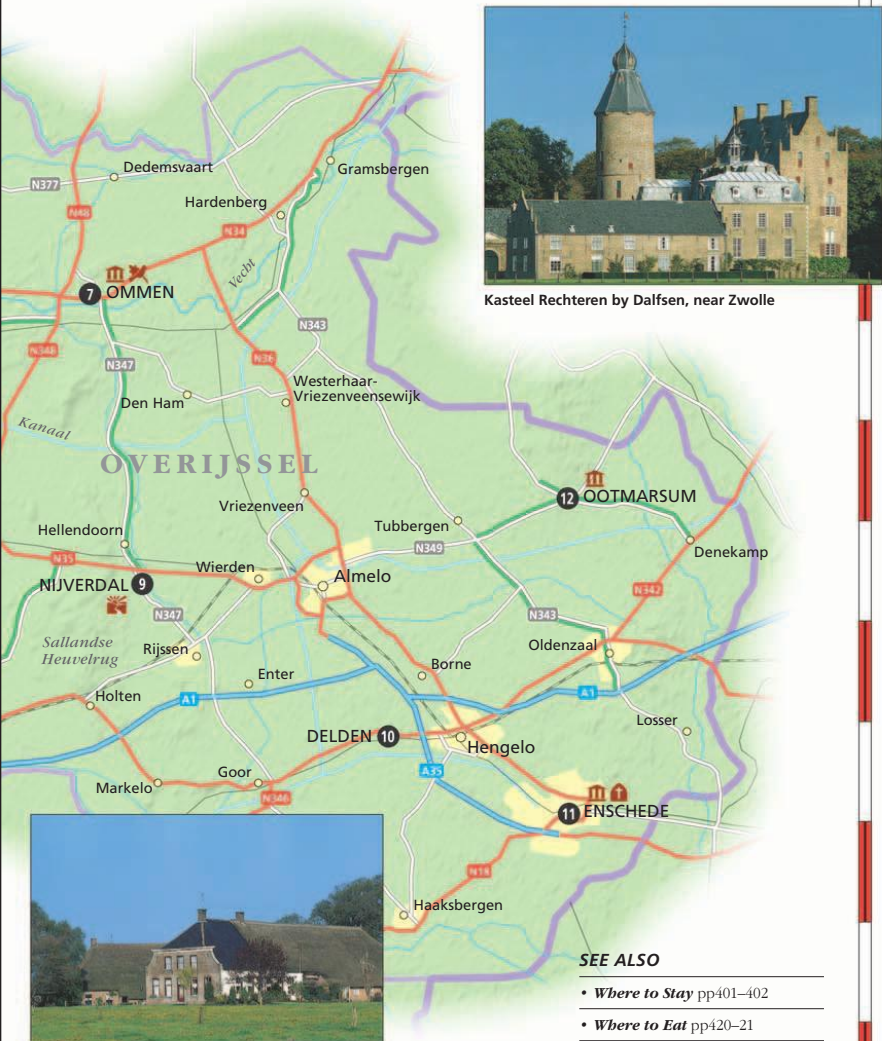 Kasteel Rechteren by Dalfsen, near Zwolle
Dedemsvaart
Gramsbergen
N377
Hardenberg
N48
N34
Vecht
7 OMMEN
N343
N348
N347
N36
Westerhaar-
Vriezenveensewijk
Den Ham
Kanaal
OVERIJSSEL
12 OOTMARSUM
Vriezenveen
Tubbergen
Hellendoorn
N349
Denekamp
N35
Wierden
Almelo
NIJVERDAL 9
N342
N347
N343
Sallandse
Heuvelrug
Rijssen
Oldenzaal
Borne
Enter
Holten
A1
A1
Losser
DELDEN 10
Hengelo
Goor
A35
Markelo
N346
11 ENSCHEDE
N18
Haaksbergen
SEE ALSO
• Where to Stay pp401–402
• Where to Eat pp420–21